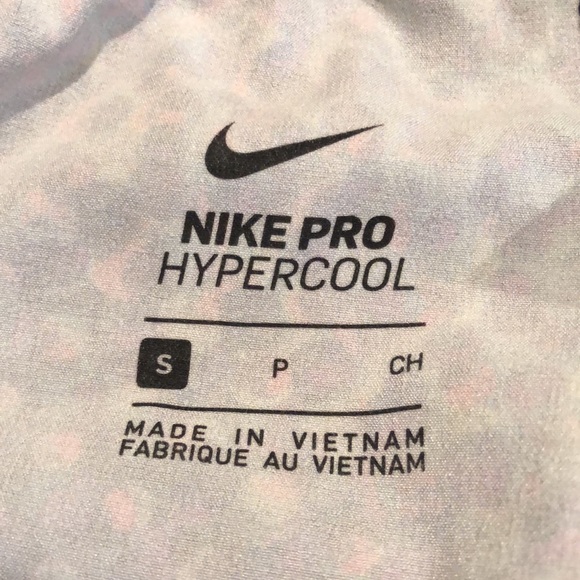 NIKE PRO
HYPERCOOL
S P CH
MADE IN VIETNAM
FABRIQUE AU VIETNAM